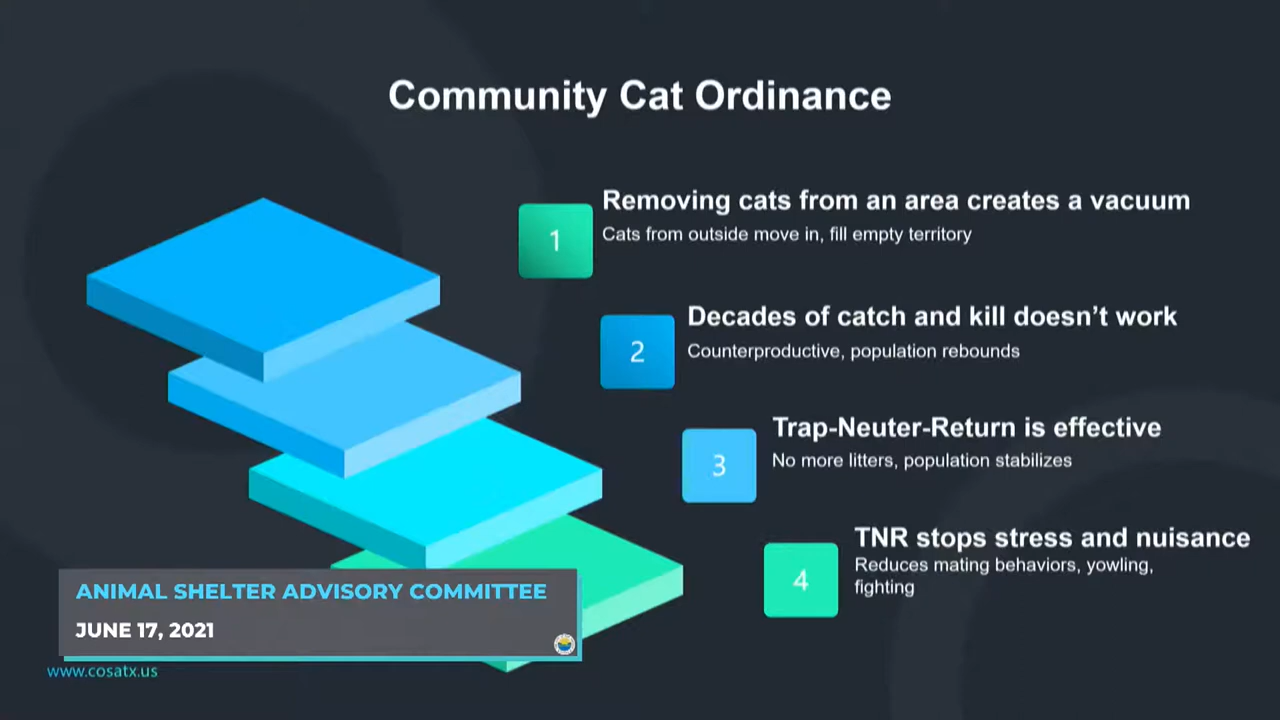 Community Cat Ordinance
1
Removing cats from an area creates a vacuum
Cats from outside move in, fill empty territory
2
Decades of catch and kill doesn’t work
Counterproductive, population rebounds
3
Trap-Neuter-Return is effective
No more litters, population stabilizes
4
TNR stops stress and nuisance
Reduces mating behaviors, yowling,
fighting
ANIMAL SHELTER ADVISORY COMMITTEE
JUNE 17, 2021
www.cosatx.us